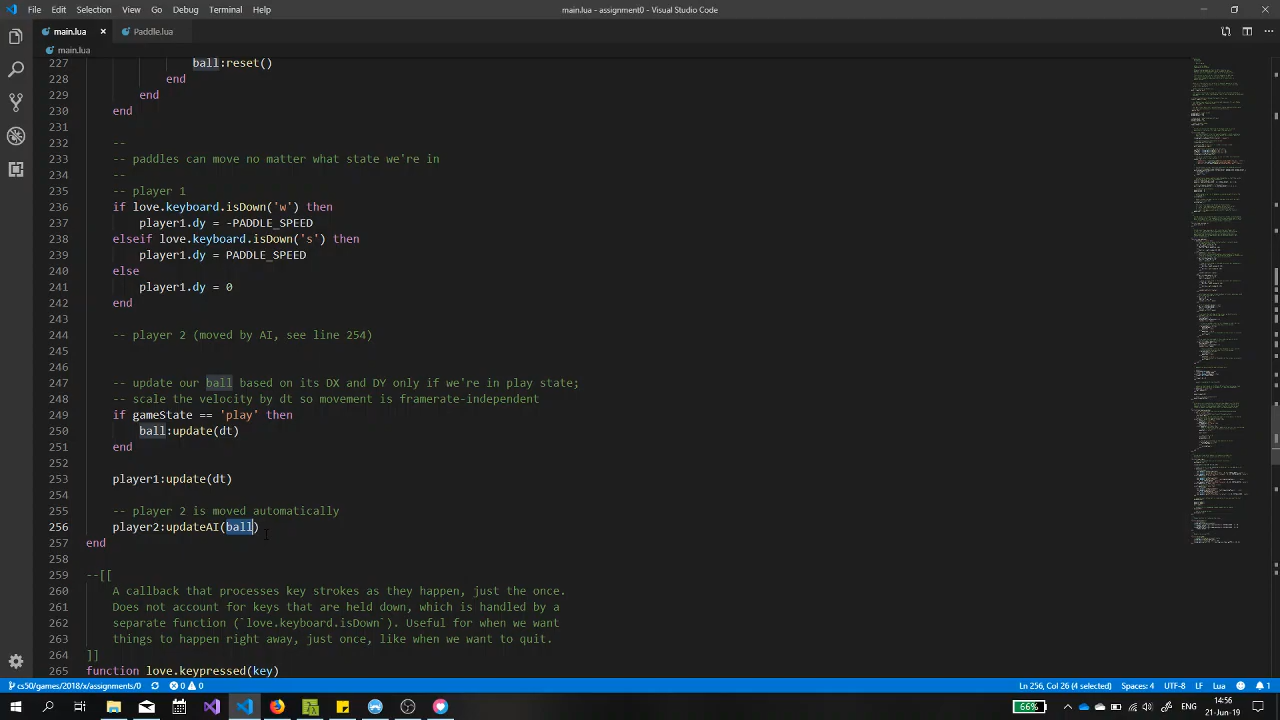 File Edit Selection View Go Debug Terminal Help
main.lua - assignment0 - Visual Studio Code
main.lua × Paddle.lua
main.lua
227 ball:reset()
228 end
229 end
230 end
231
232 --
233 -- paddles can move no matter what state we're in
234 --
235 -- player 1
236 if love.keyboard.isDown('w') then
237 player1.dy = -PADDLE_SPEED
238 elseif love.keyboard.isDown('s') then
239 player1.dy = PADDLE_SPEED
240 else
241 player1.dy = 0
242 end
243
244 -- player 2 (moved by AI, see line 254)
245
246
247 -- update our ball based on its DX and DY only if we're in play state;
248 -- scale the velocity by dt so movement is framerate-independent
249 if gameState == 'play' then
250 ball:update(dt)
251 end
252
253 player1:update(dt)
254
255 -- player 2 is moved automatically
256 player2:updateAI(ball)
257 end
258
259 --[[
260 A callback that processes key strokes as they happen, just the once.
261 Does not account for keys that are held down, which is handled by a
262 separate function (`love.keyboard.isDown`). Useful for when we want
263 things to happen right away, just once, like when we want to quit.
264 ]]
265 function love.keypressed(key)
cs50/games/2018/x/assignments/0 0 0 Ln 256, Col 26 (4 selected) Spaces: 4 UTF-8 LF Lua 1
66% ENG 14:56
21-Jun-19